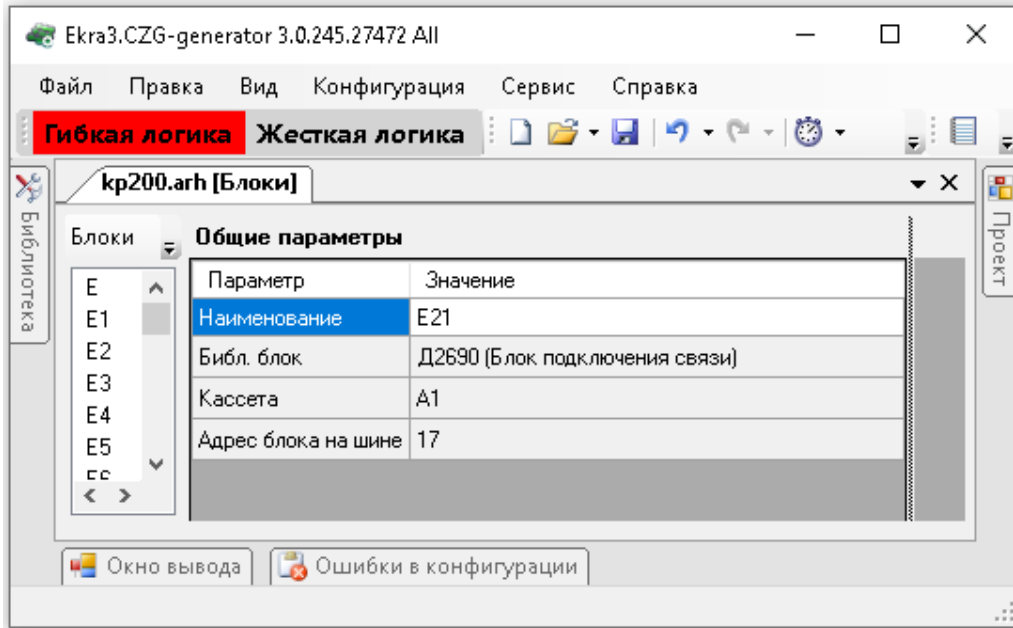 Ekra3.CZG-generator 3.0.245.27472 All
Файл Правка Вид Конфигурация Сервис Справка
Гибкая логика Жесткая логика
kp200.arh [Блоки]
Библиотека
Проект
Блоки
E
E1
E2
E3
E4
E5
E6
Общие параметры
Параметр Значение
Наименование E21
Библ. блок Д2690 (Блок подключения связи)
Кассета A1
Адрес блока на шине 17
Окно вывода Ошибки в конфигурации